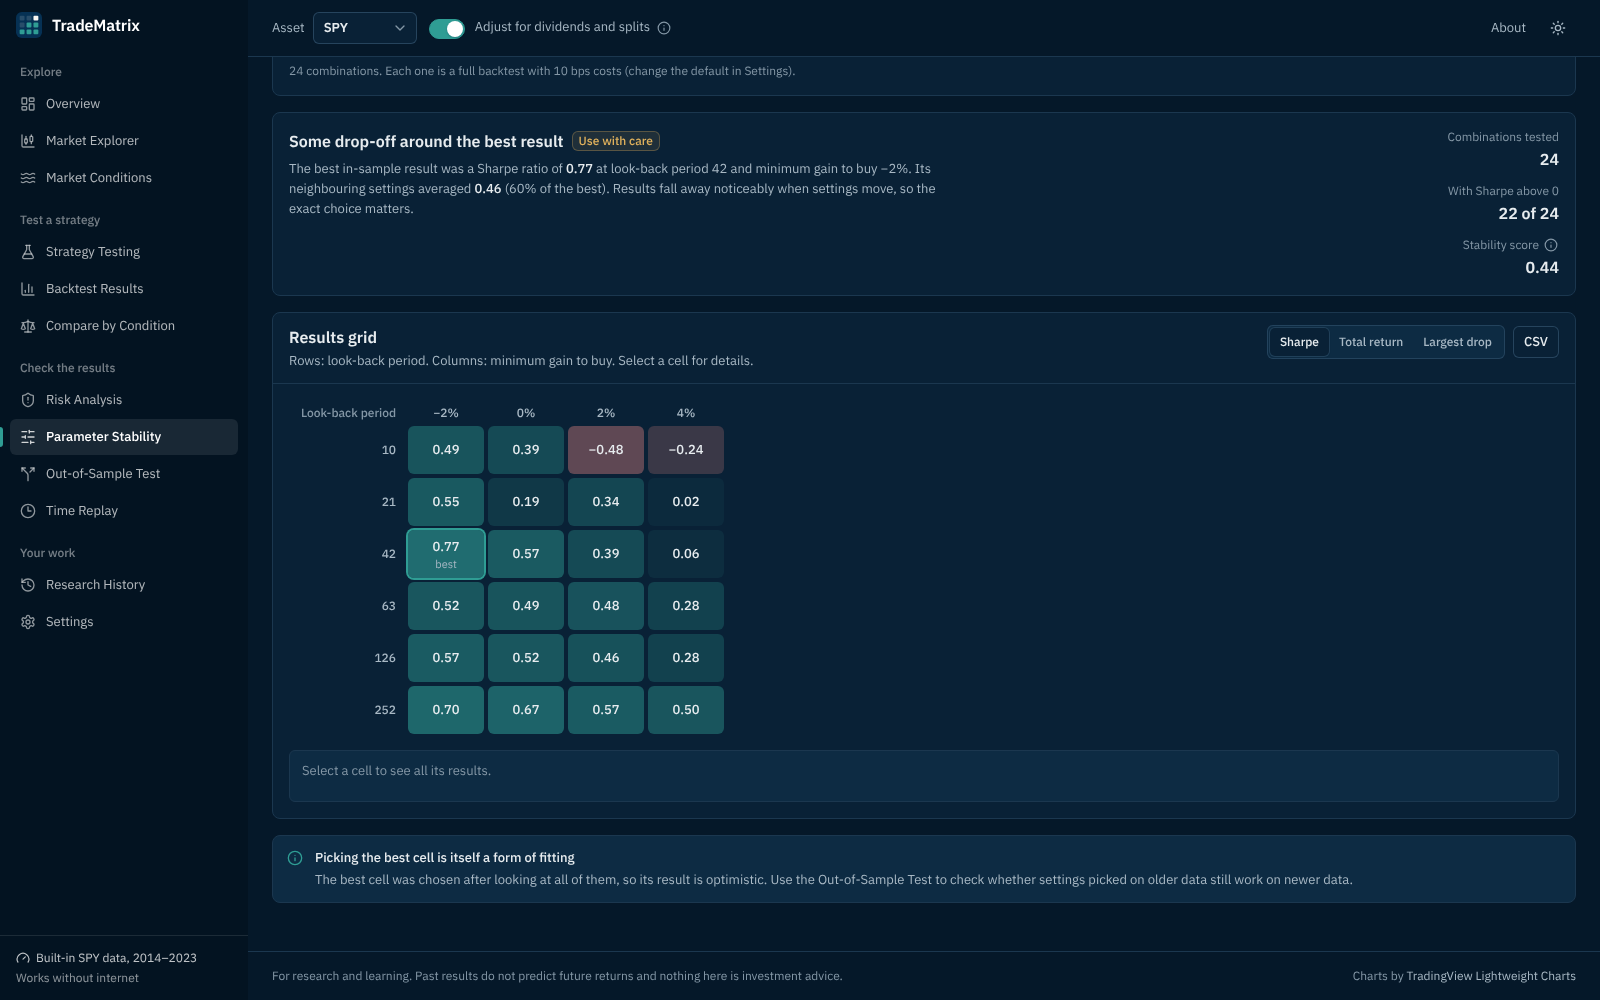 TradeMatrix
Asset
SPY
Adjust for dividends and splits
About
Explore
Overview
Market Explorer
Market Conditions
Test a strategy
Strategy Testing
Backtest Results
Compare by Condition
Check the results
Risk Analysis
Parameter Stability
Out-of-Sample Test
Time Replay
Your work
Research History
Settings
Built-in SPY data, 2014–2023
Works without internet
24 combinations. Each one is a full backtest with 10 bps costs (change the default in Settings).
Some drop-off around the best result Use with care
The best in-sample result was a Sharpe ratio of 0.77 at look-back period 42 and minimum gain to buy −2%. Its
neighbouring settings averaged 0.46 (60% of the best). Results fall away noticeably when settings move, so the
exact choice matters.
Combinations tested
24
With Sharpe above 0
22 of 24
Stability score
0.44
Results grid
Rows: look-back period. Columns: minimum gain to buy. Select a cell for details.
Sharpe Total return Largest drop CSV
Look-back period −2% 0% 2% 4%
10 0.49 0.39 −0.48 −0.24
21 0.55 0.19 0.34 0.02
42 0.77 best 0.57 0.39 0.06
63 0.52 0.49 0.48 0.28
126 0.57 0.52 0.46 0.28
252 0.70 0.67 0.57 0.50
Select a cell to see all its results.
Picking the best cell is itself a form of fitting
The best cell was chosen after looking at all of them, so its result is optimistic. Use the Out-of-Sample Test to check whether settings picked on older data still work on newer data.
For research and learning. Past results do not predict future returns and nothing here is investment advice.
Charts by TradingView Lightweight Charts